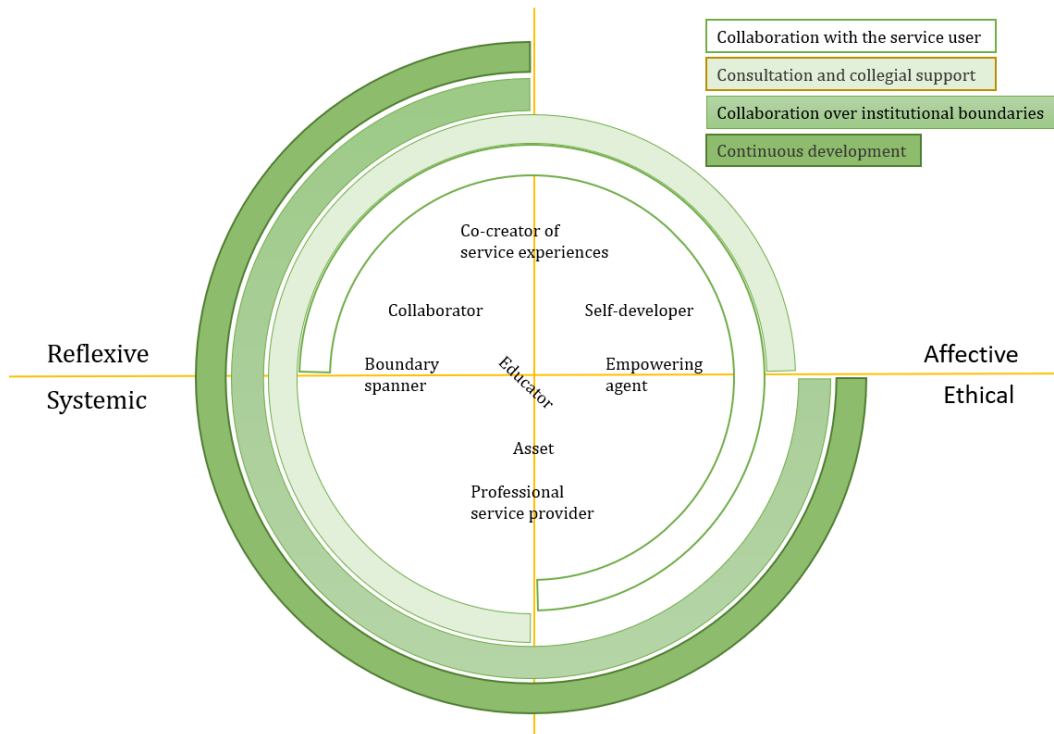 Collaboration with the service user
Consultation and collegial support
Collaboration over institutional boundaries
Continuous development
Co-creator of
service experiences
Collaborator
Self-developer
Reflexive
Affective
Boundary
spanner
Educator
Empowering
agent
Systemic
Ethical
Asset
Professional
service provider